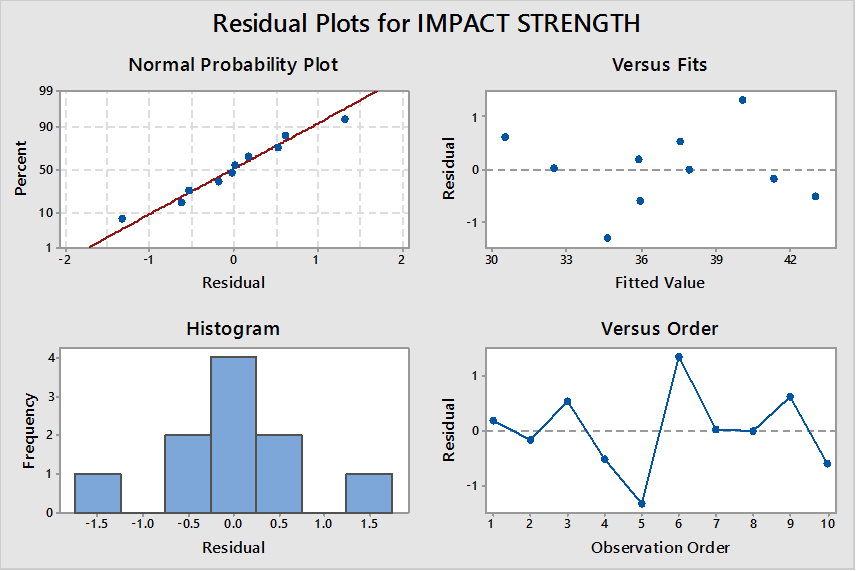 Residual Plots for IMPACT STRENGTH
Normal Probability Plot
Percent
99
90
50
10
1
-2 -1 0 1 2
Residual
Versus Fits
Residual
1
0
-1
30 33 36 39 42
Fitted Value
Histogram
Frequency
4
3
2
1
0
-1.5 -1.0 -0.5 0.0 0.5 1.0 1.5
Residual
Versus Order
Residual
1
0
-1
1 2 3 4 5 6 7 8 9 10
Observation Order